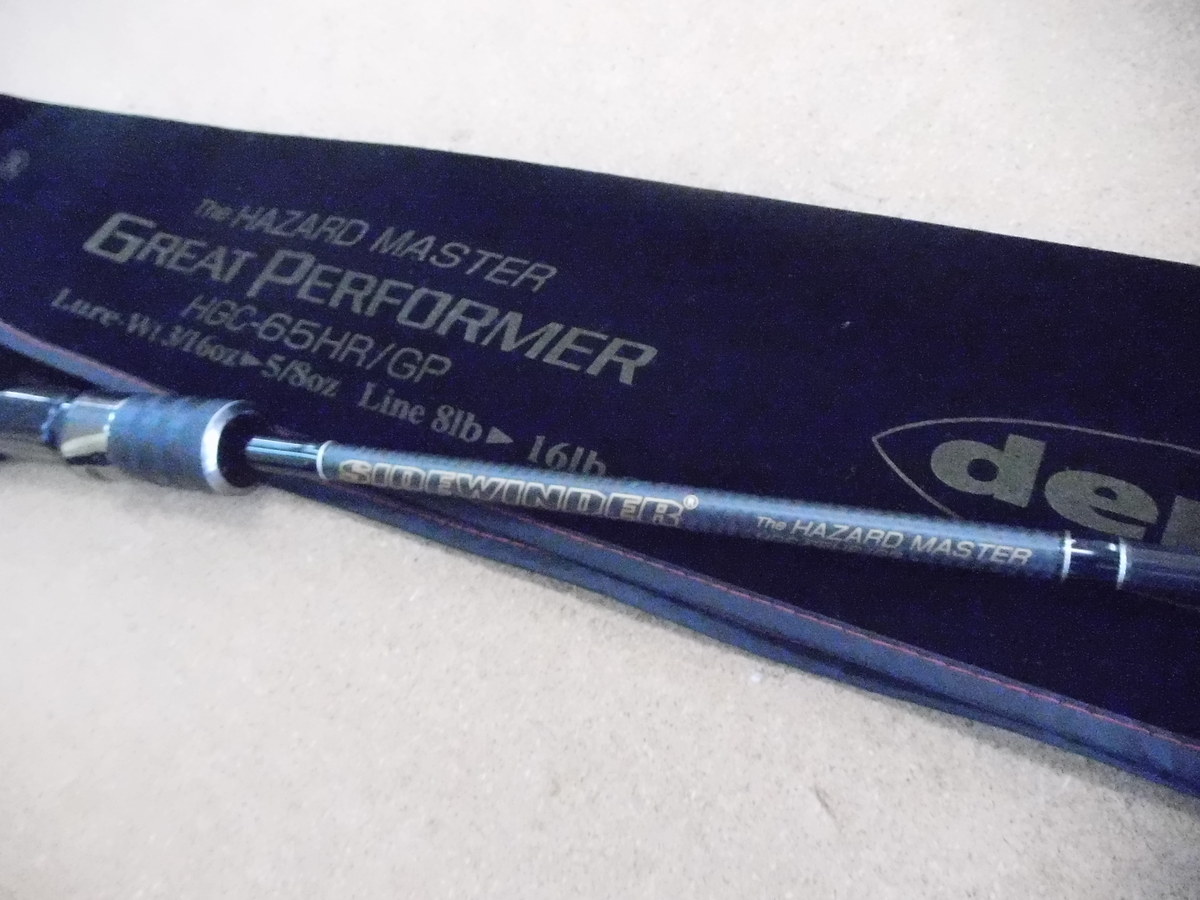 The HAZARD MASTER
GREAT PERFORMER
HGC-65HR/GP
Lure-Wt 3/16oz▶5/8oz Line 8lb▶16lb
de
SIDEWINDER®
The HAZARD MASTER